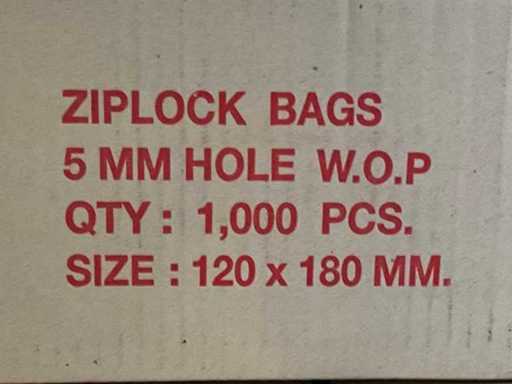 ZIPLOCK BAGS
5 MM HOLE W.O.P
QTY : 1,000 PCS.
SIZE : 120 x 180 MM.